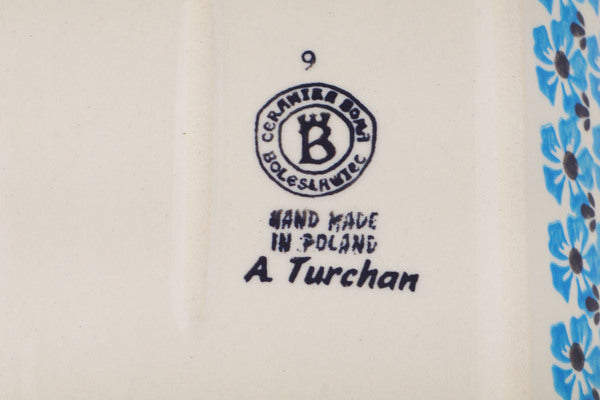 9
CERAMIKA BONA
B
BOLESŁAWIEC
HAND MADE
IN POLAND
A. Turchan